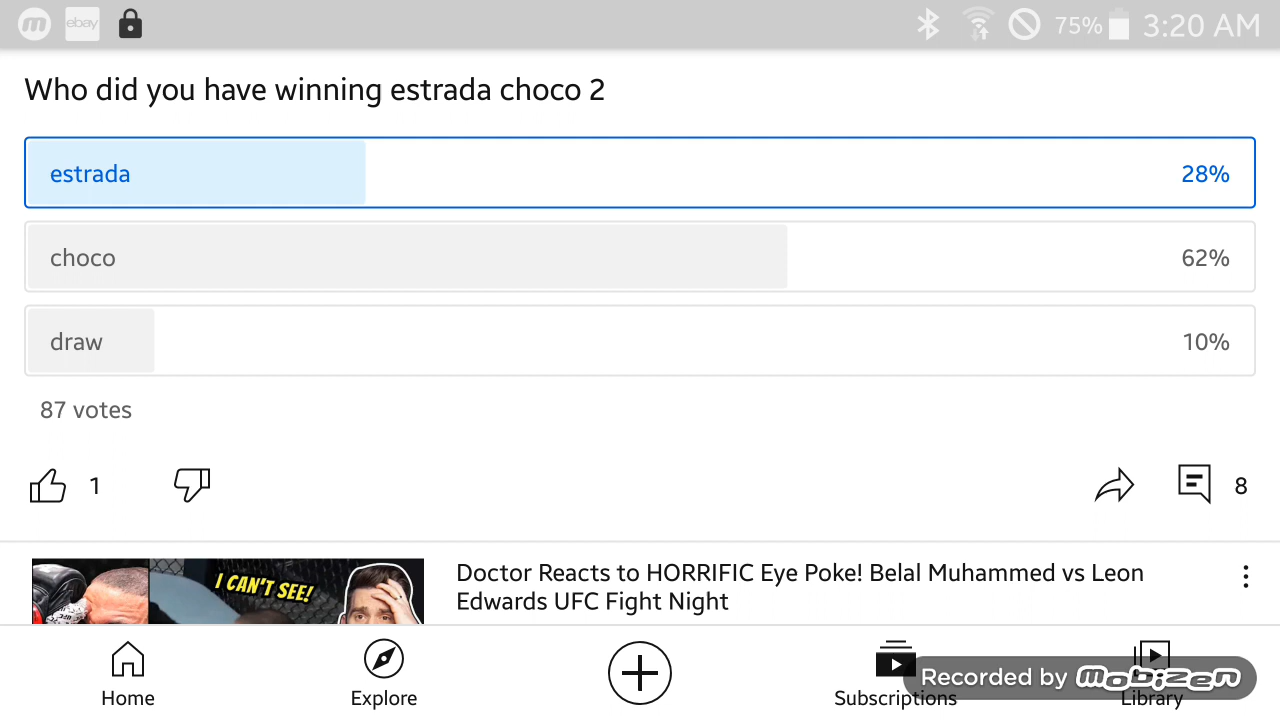 m ebay 75% 3:20 AM
Who did you have winning estrada choco 2
estrada 28%
choco 62%
draw 10%
87 votes
1 8
I CAN'T SEE!
Doctor Reacts to HORRIFIC Eye Poke! Belal Muhammed vs Leon
Edwards UFC Fight Night
Home Explore Subscriptions Library
Recorded by mobizen